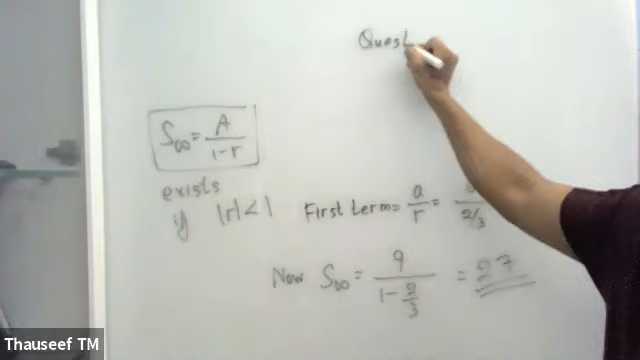 Quest
S∞ = A / 1-r
exists
if |r| < 1
First term = a/r = / 2/3
Now S∞ = 9 / 1 - 2/3 = 27
Thauseef TM